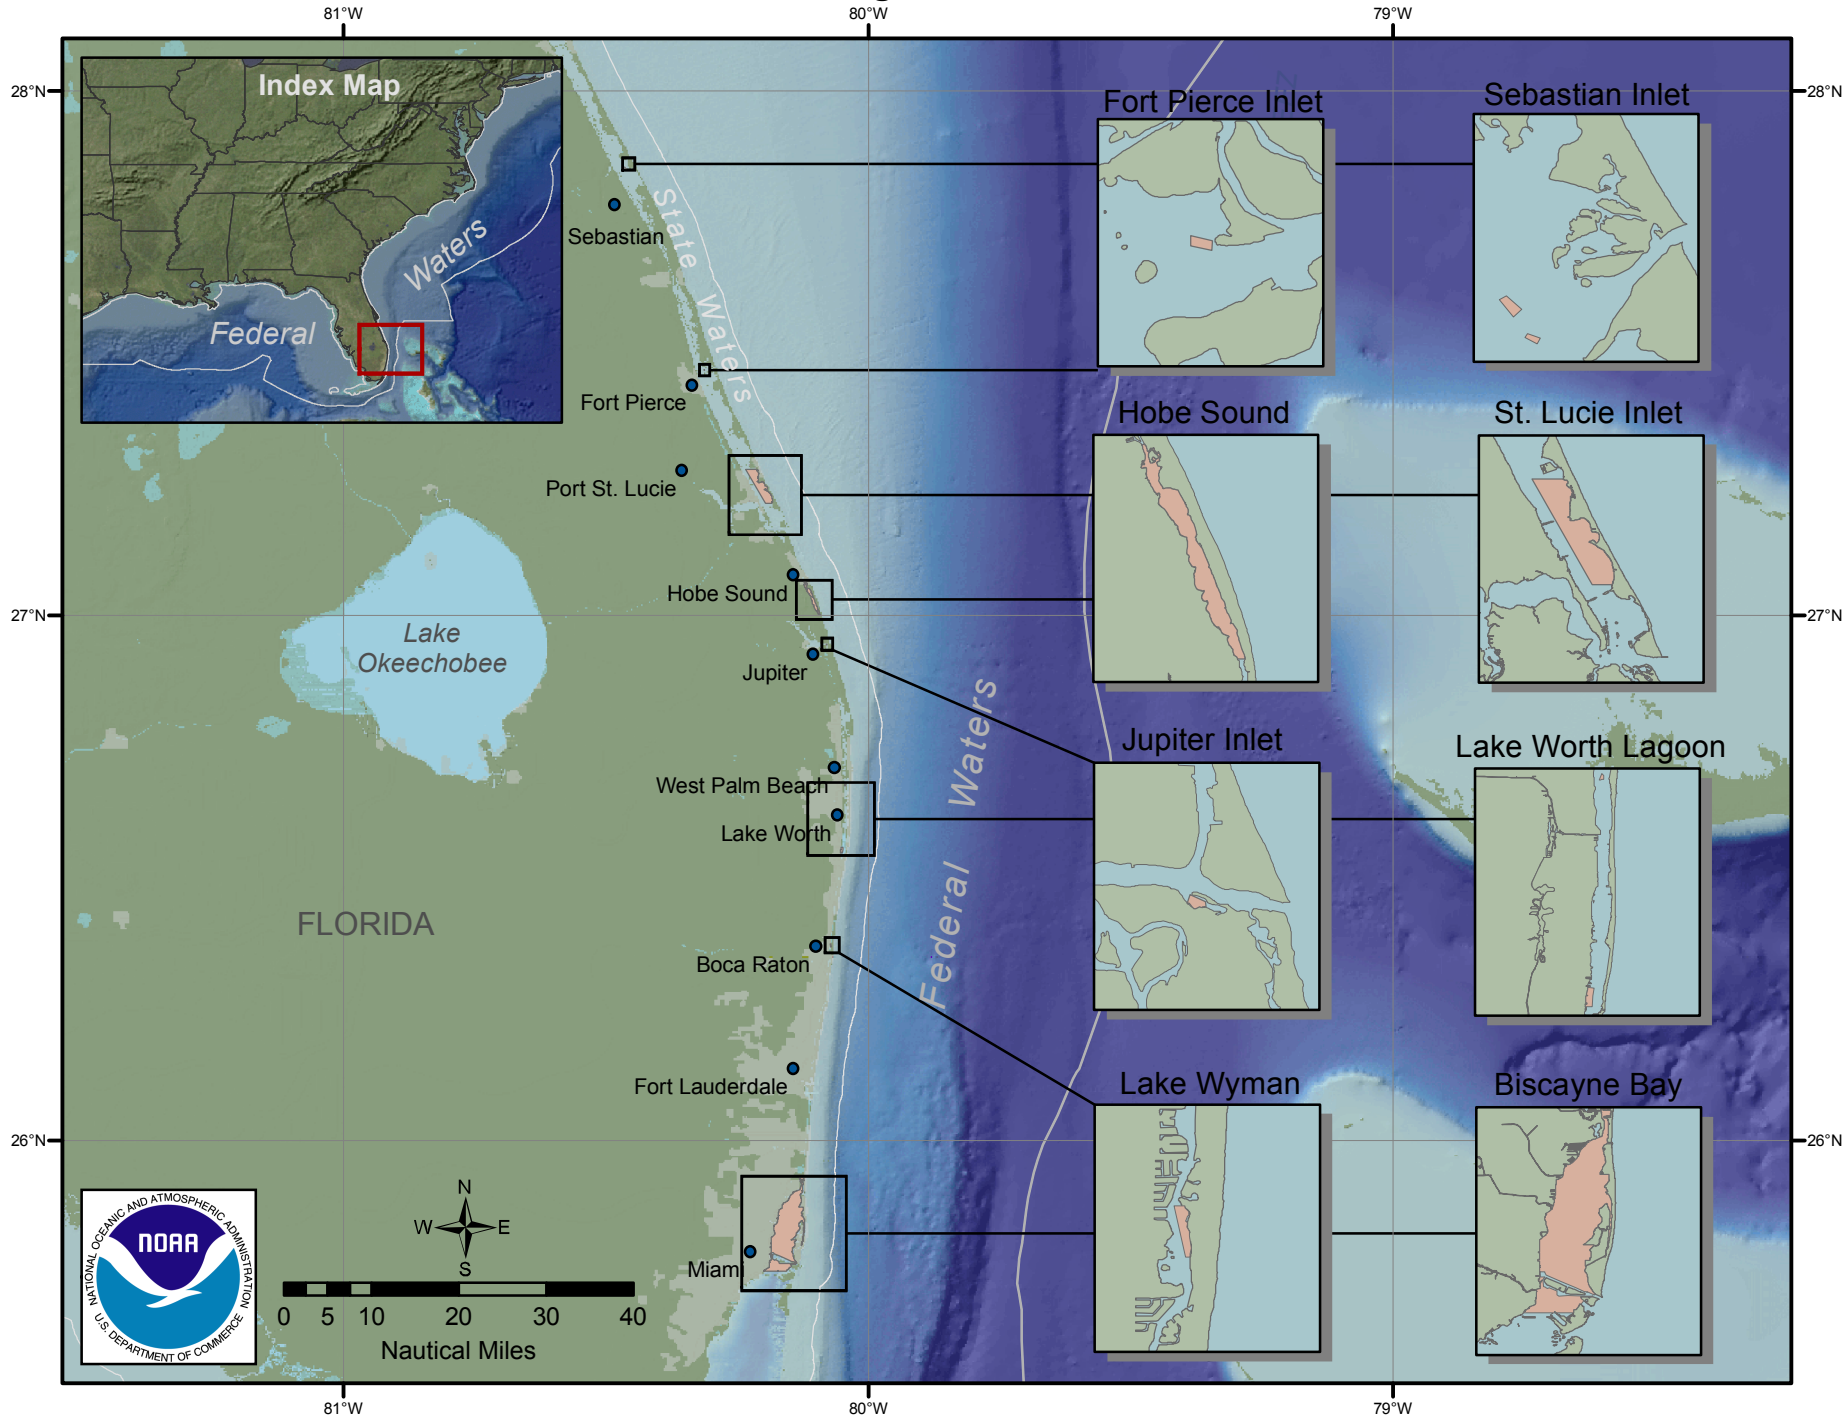 81°W
80°W
79°W
28°N
28°N
Index Map
Federal
Waters
Fort Pierce Inlet
Sebastian Inlet
Sebastian
State Waters
Fort Pierce
Hobe Sound
St. Lucie Inlet
Port St. Lucie
Hobe Sound
27°N
27°N
Lake
Okeechobee
Jupiter
Federal Waters
Jupiter Inlet
Lake Worth Lagoon
West Palm Beach
Lake Worth
FLORIDA
Boca Raton
Fort Lauderdale
Lake Wyman
Biscayne Bay
26°N
26°N
Miami
NATIONAL OCEANIC AND ATMOSPHERIC ADMINISTRATION
NOAA
U.S. DEPARTMENT OF COMMERCE
N
W
E
S
0 5 10 20 30 40
Nautical Miles
81°W
80°W
79°W